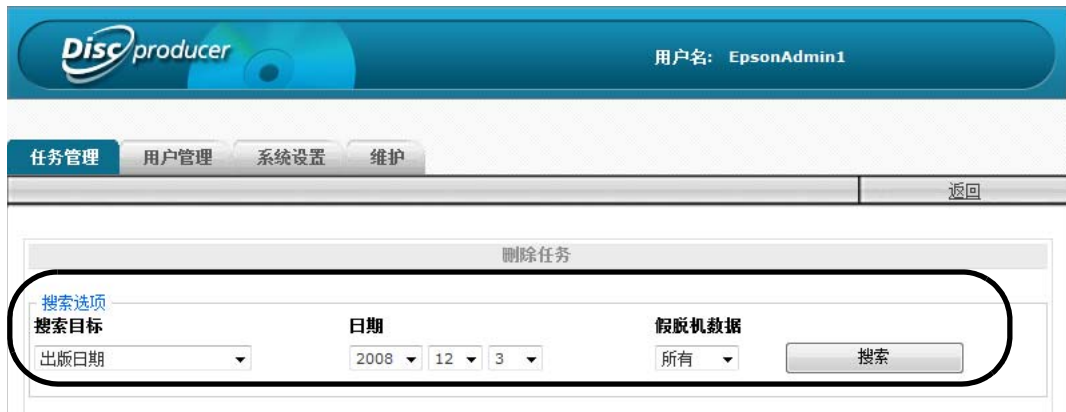 Disc producer
用户名: EpsonAdmin1
任务管理 用户管理 系统设置 维护
返回
删除任务
搜索选项
搜索目标 日期 假脱机数据
出版日期 2008 12 3 所有 搜索